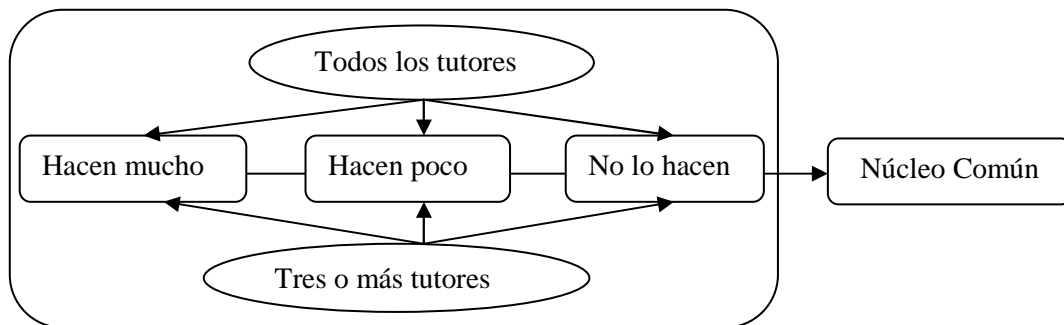 Todos los tutores
Hacen mucho
Hacen poco
No lo hacen
Núcleo Común
Tres o más tutores